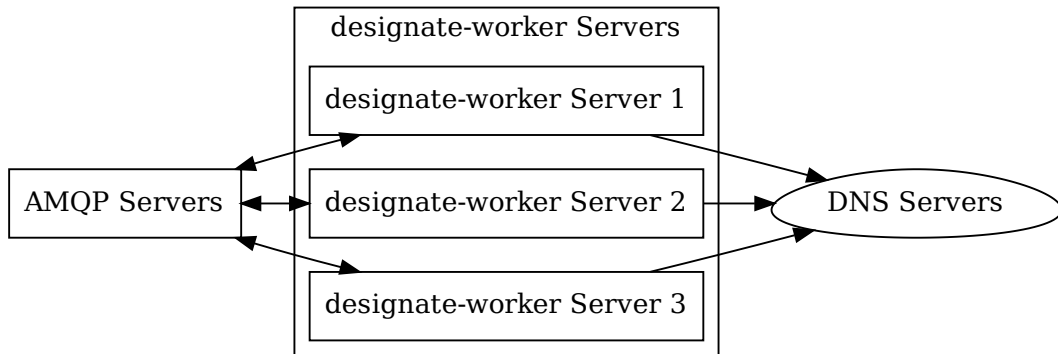 designate-worker Servers
designate-worker Server 1
AMQP Servers
designate-worker Server 2
DNS Servers
designate-worker Server 3